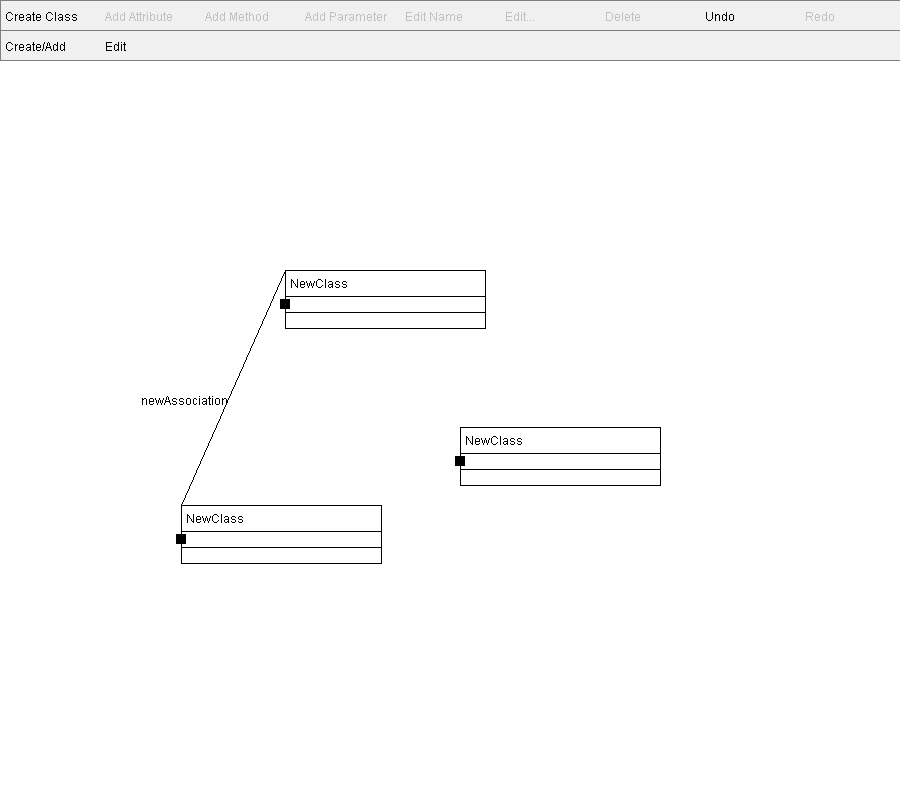 Create Class Add Attribute Add Method Add Parameter Edit Name Edit... Delete Undo Redo
Create/Add Edit
NewClass
newAssociation
NewClass
NewClass